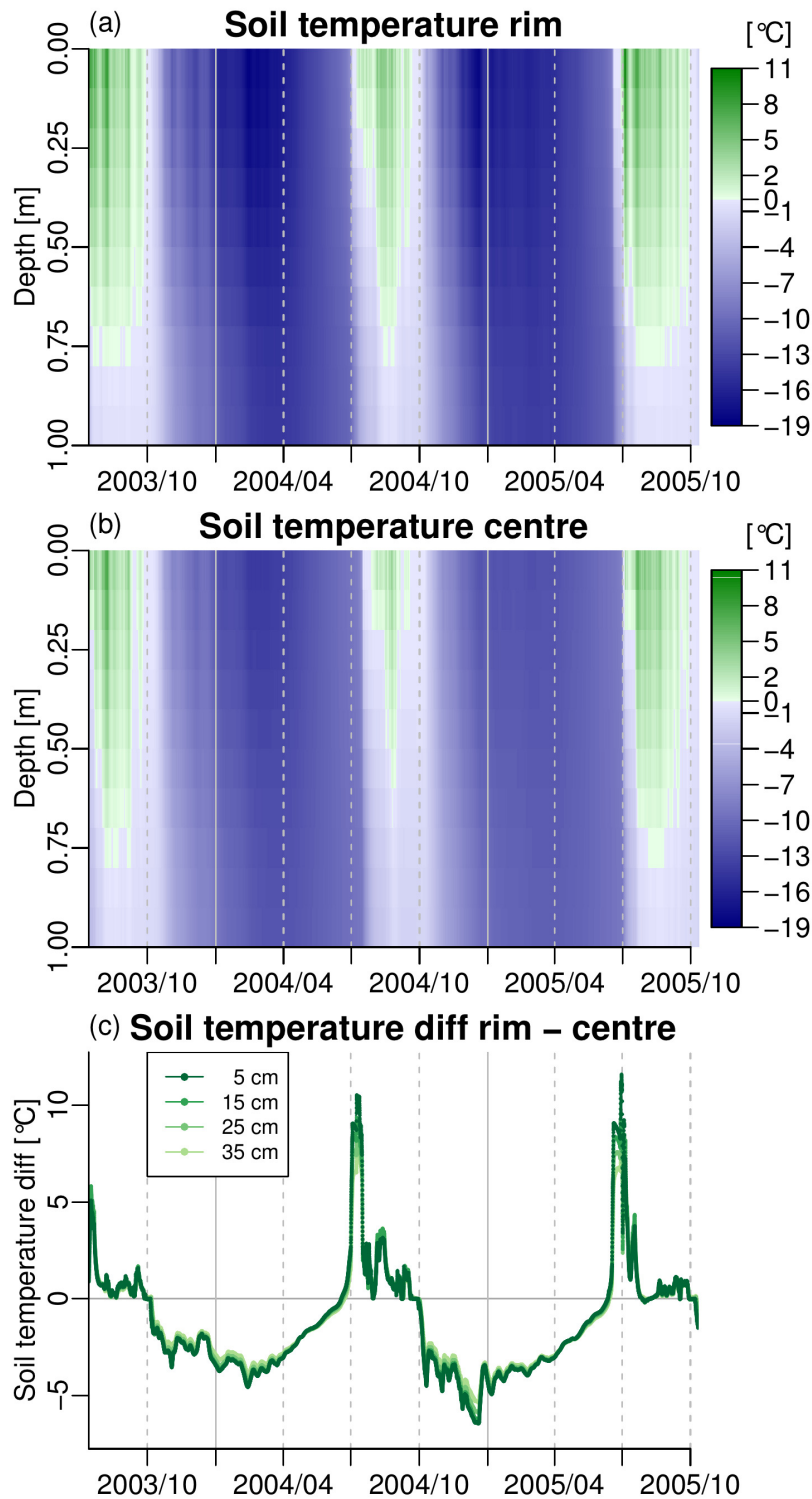 (a) Soil temperature rim
[°C]
Depth [m]
0.00
0.25
0.50
0.75
1.00
11
8
5
2
0
−1
−4
−7
−10
−13
−16
−19
2003/10 2004/04 2004/10 2005/04 2005/10
(b) Soil temperature centre
[°C]
Depth [m]
0.00
0.25
0.50
0.75
1.00
11
8
5
2
0
−1
−4
−7
−10
−13
−16
−19
2003/10 2004/04 2004/10 2005/04 2005/10
(c) Soil temperature diff rim − centre
Soil temperature diff [°C]
10
5
0
−5
5 cm
15 cm
25 cm
35 cm
2003/10 2004/04 2004/10 2005/04 2005/10